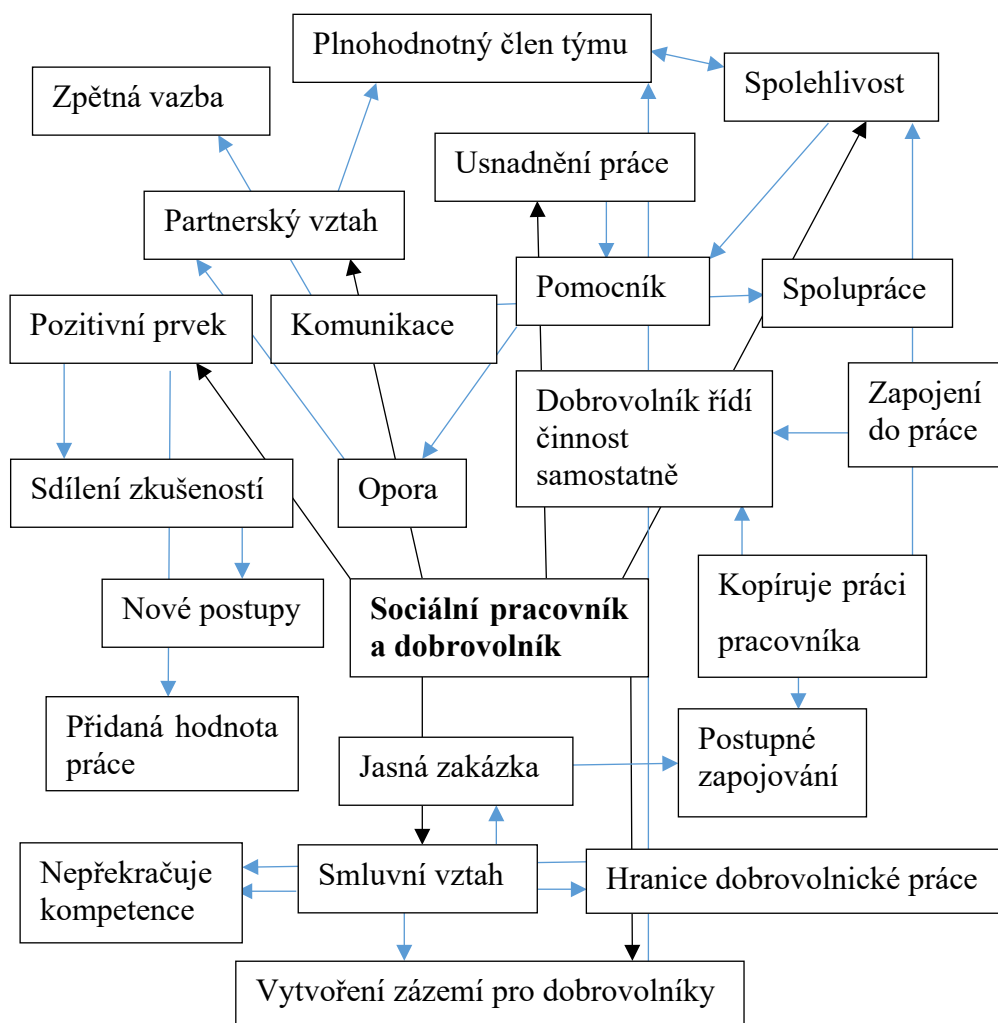 Plnohodnotný člen týmu
Spolehlivost
Zpětná vazba
Usnadnění práce
Partnerský vztah
Pomocník
Spolupráce
Pozitivní prvek
Komunikace
Dobrovolník řídí
činnost
samostatně
Zapojení
do práce
Sdílení zkušeností
Opora
Nové postupy
Sociální pracovník
a dobrovolník
Kopíruje práci
pracovníka
Přidaná hodnota
práce
Jasná zakázka
Postupné
zapojování
Nepřekračuje
kompetence
Smluvní vztah
Hranice dobrovolnické práce
Vytvoření zázemí pro dobrovolníky